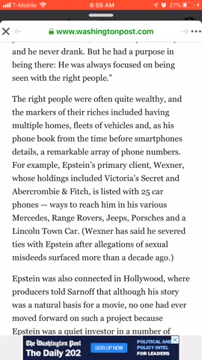 T-Mobile
6:55 AM
27%
www.washingtonpost.com
and he never drank. But he had a purpose in
being there: He was always focused on being
seen with the right people."
The right people were often quite wealthy, and
the markers of their riches included having
multiple homes, fleets of vehicles and, as his
phone book from the time before smartphones
details, a remarkable array of phone numbers.
For example, Epstein's primary client, Wexner,
whose holdings included Victoria's Secret and
Abercrombie & Fitch, is listed with 25 car
phones — ways to reach him in his various
Mercedes, Range Rovers, Jeeps, Porsches and a
Lincoln Town Car. (Wexner has said he severed
ties with Epstein after allegations of sexual
misdeeds surfaced more than a decade ago.)
Epstein was also connected in Hollywood, where
producers told Sarnoff that although his story
was a natural basis for a movie, no one had ever
moved forward on such a project because
Epstein was a quiet investor in a number of
The Washington Post
The Daily 202
SIGN UP NOW
POLITICAL AND
POLICY INTEL
FOR LEADERS